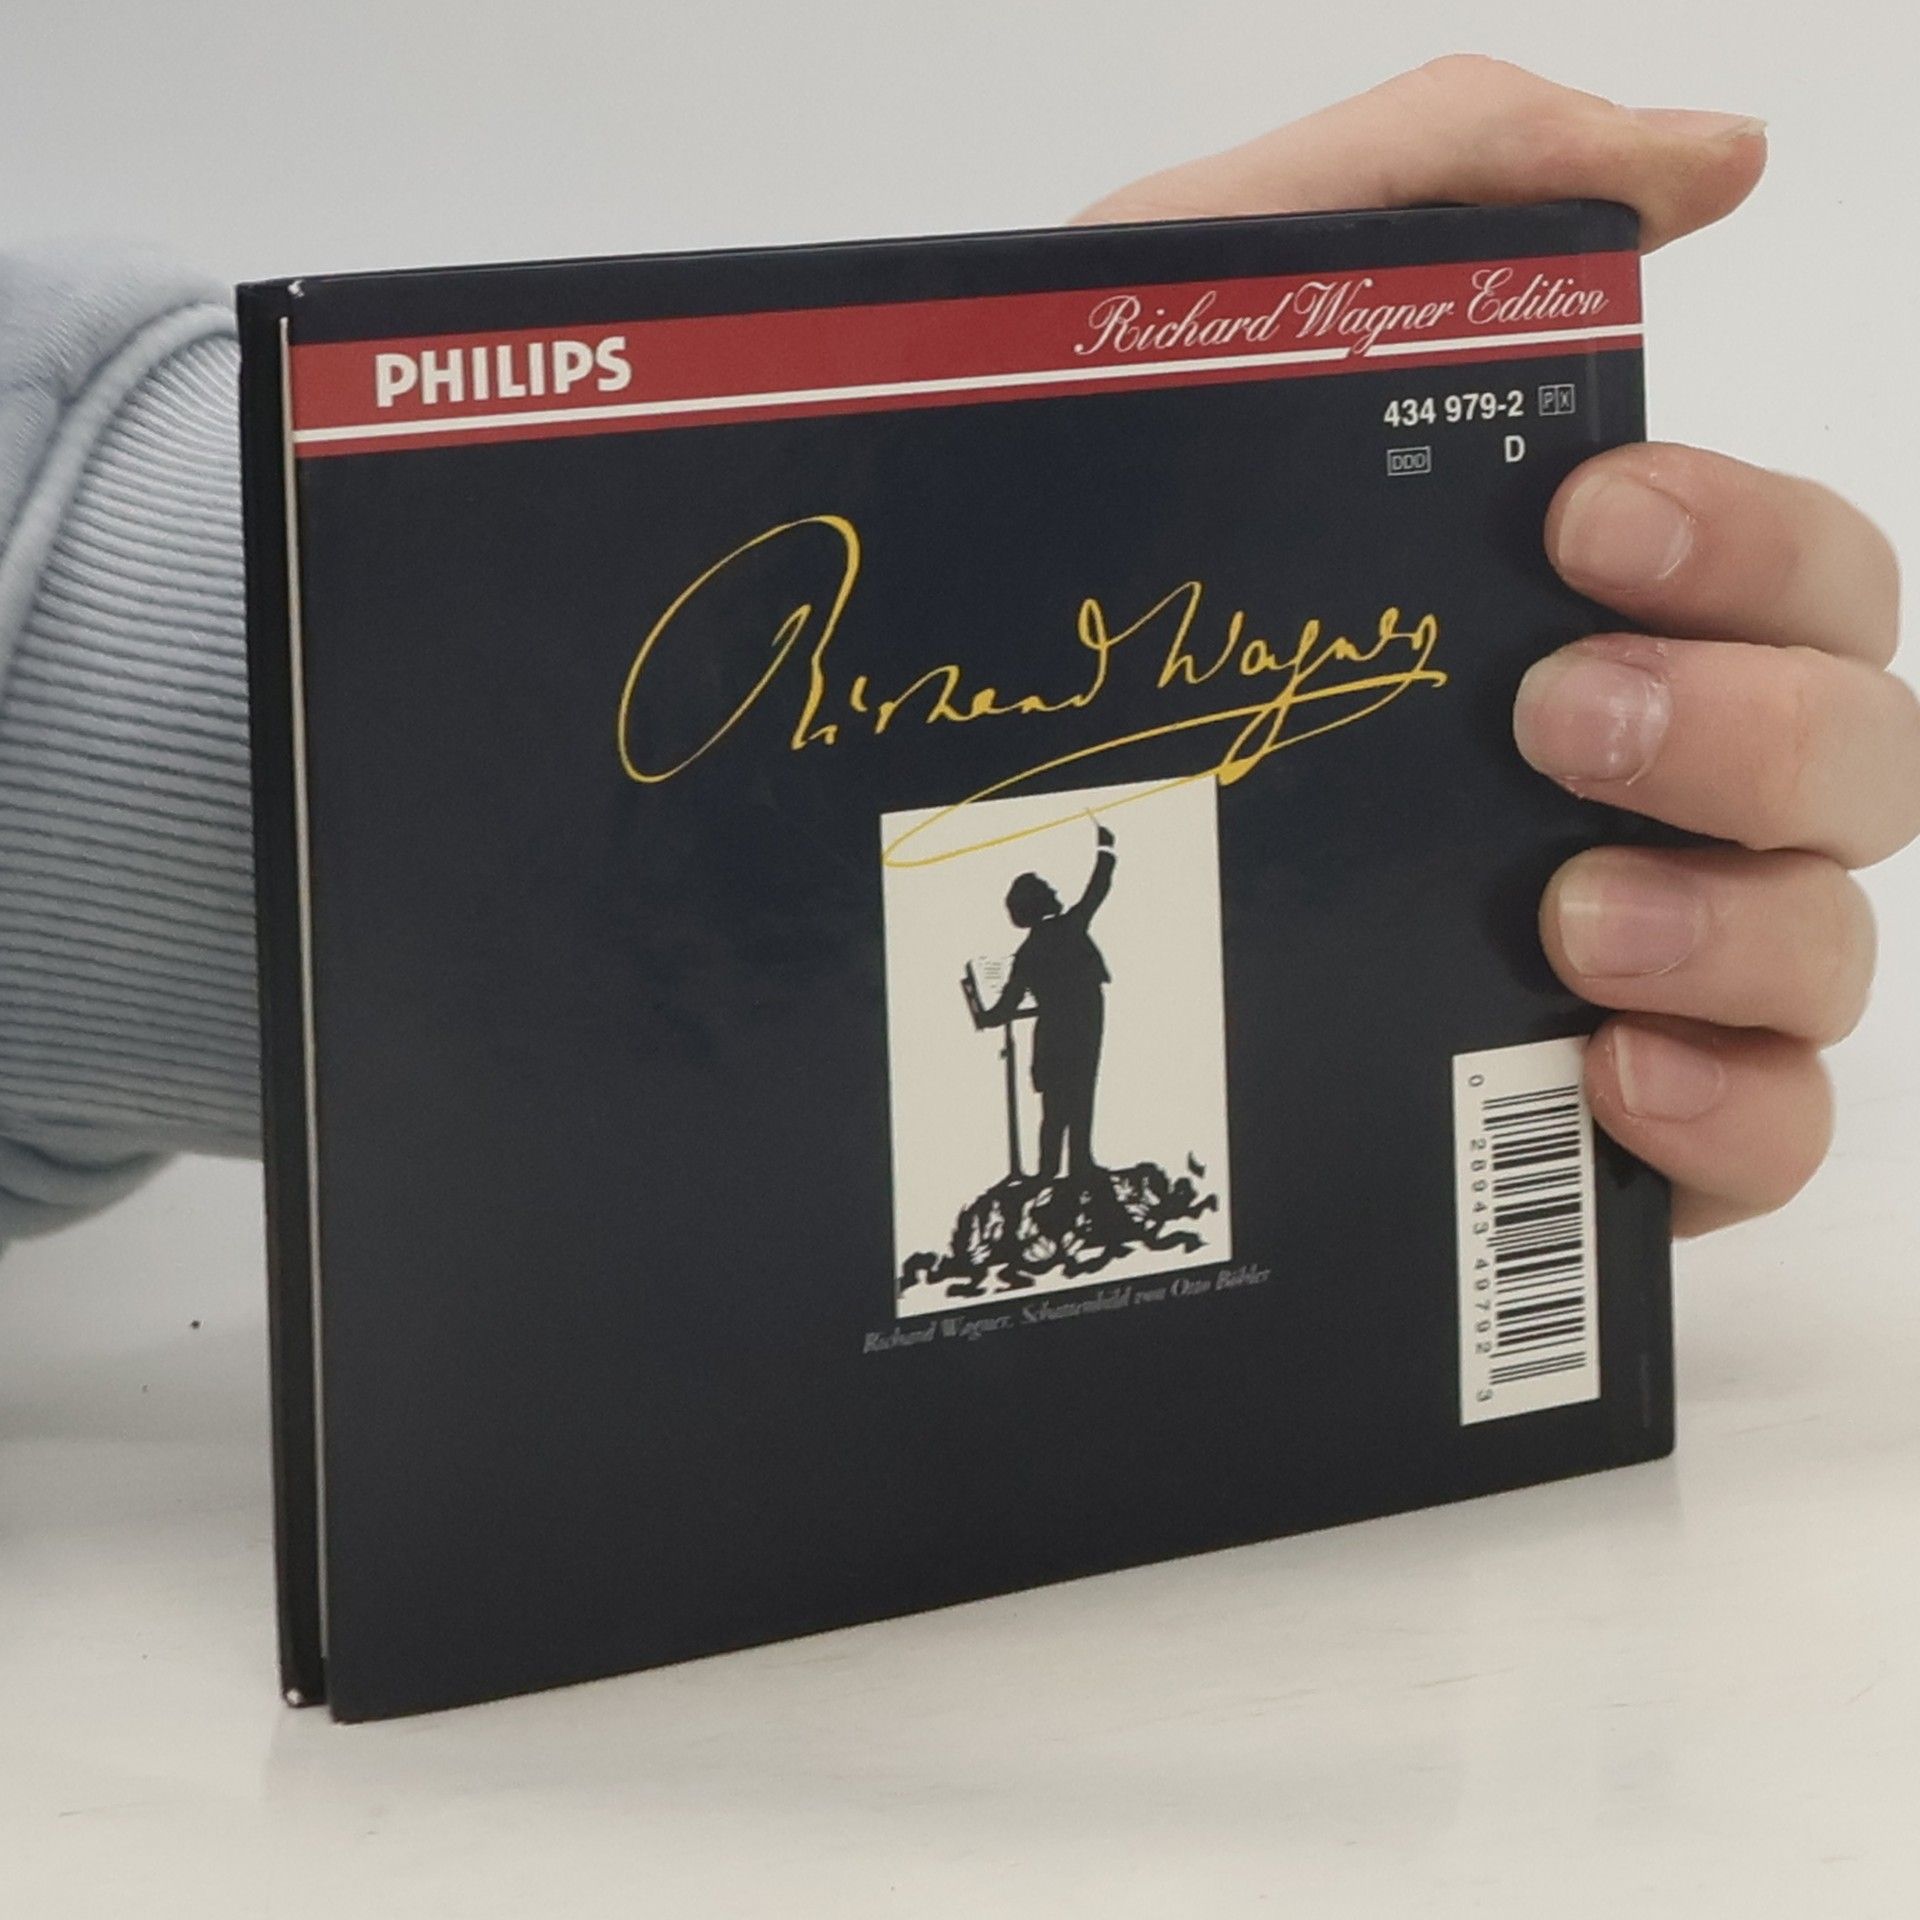 PHILIPS
Richard Wagner Edition
434 979-2 PX
DDD D
Richard Wagner
Richard Wagner, Schattenbild von Otto Böhler
0 28943 49792 3